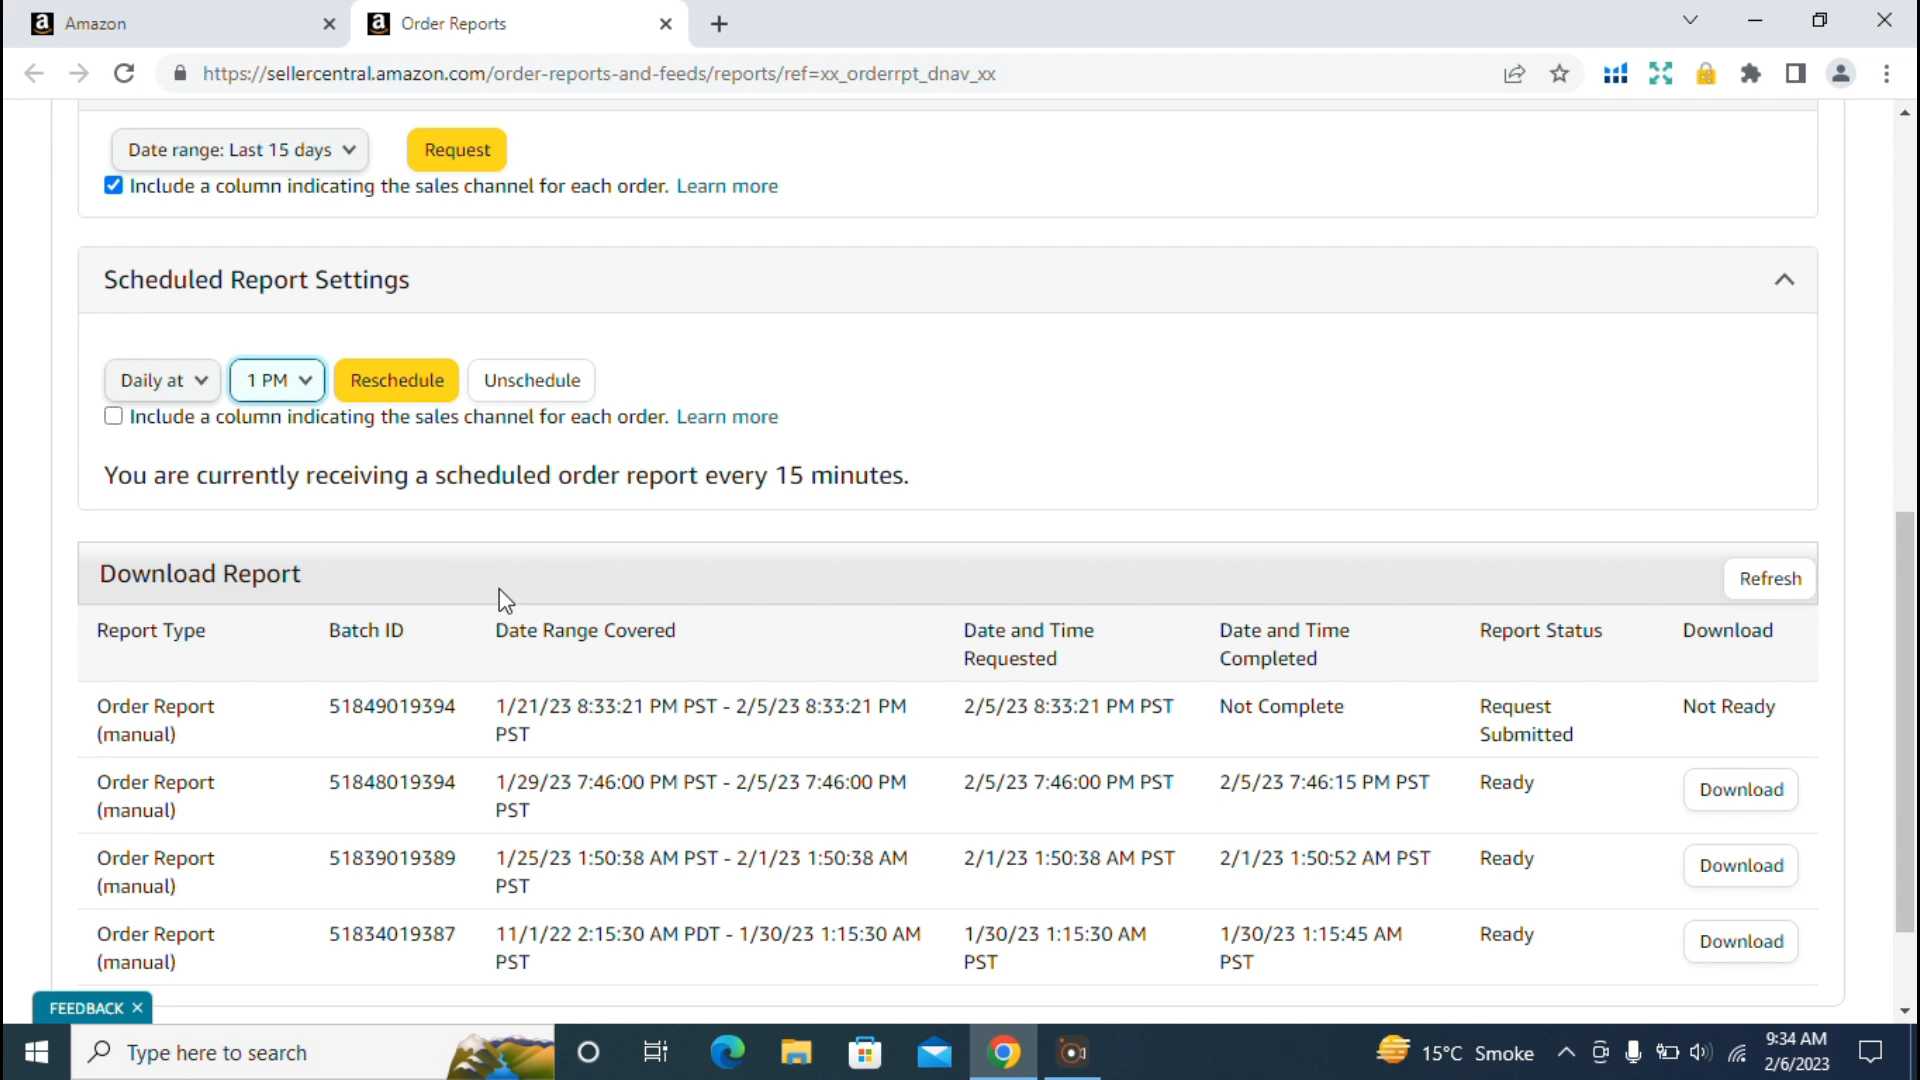 Amazon
Order Reports
https://sellercentral.amazon.com/order-reports-and-feeds/reports/ref=xx_orderrpt_dnav_xx
Date range: Last 15 days
Request
Include a column indicating the sales channel for each order. Learn more
Scheduled Report Settings
Daily at
1 PM
Reschedule
Unschedule
Include a column indicating the sales channel for each order. Learn more
You are currently receiving a scheduled order report every 15 minutes.
Download Report
Refresh
Report Type
Batch ID
Date Range Covered
Date and Time
Requested
Date and Time
Completed
Report Status
Download
Order Report
(manual)
51849019394
1/21/23 8:33:21 PM PST - 2/5/23 8:33:21 PM
PST
2/5/23 8:33:21 PM PST
Not Complete
Request
Submitted
Not Ready
Order Report
(manual)
51848019394
1/29/23 7:46:00 PM PST - 2/5/23 7:46:00 PM
PST
2/5/23 7:46:00 PM PST
2/5/23 7:46:15 PM PST
Ready
Download
Order Report
(manual)
51839019389
1/25/23 1:50:38 AM PST - 2/1/23 1:50:38 AM
PST
2/1/23 1:50:38 AM PST
2/1/23 1:50:52 AM PST
Ready
Download
Order Report
(manual)
51834019387
11/1/22 2:15:30 AM PDT - 1/30/23 1:15:30 AM
PST
1/30/23 1:15:30 AM
PST
1/30/23 1:15:45 AM
PST
Ready
Download
FEEDBACK
Type here to search
15°C Smoke
9:34 AM
2/6/2023